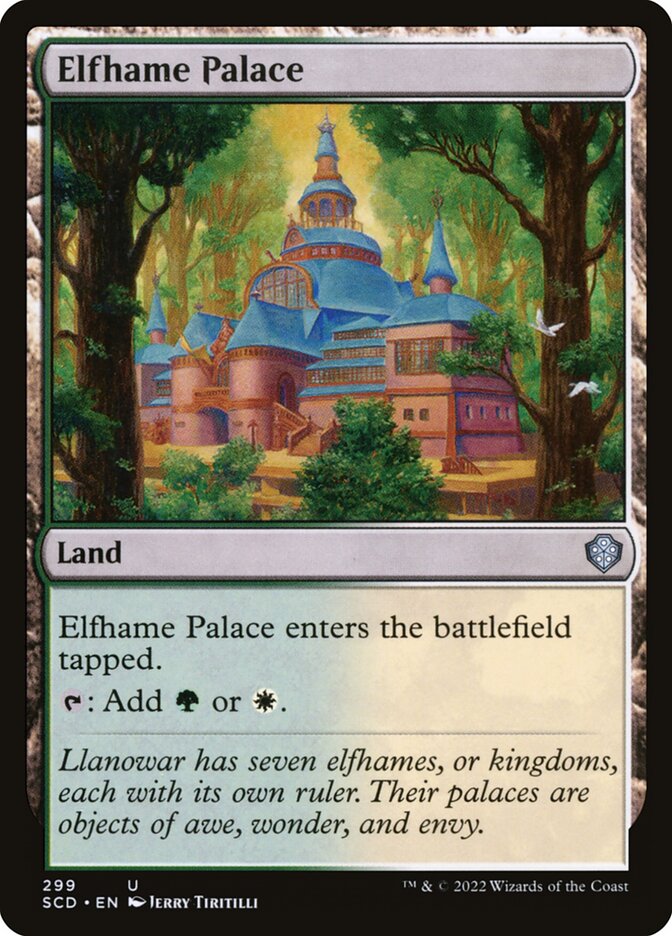 Elfhame Palace
Land
Elfhame Palace enters the battlefield
tapped.
: Add or .
Llanowar has seven elfhames, or kingdoms,
each with its own ruler. Their palaces are
objects of awe, wonder, and envy.
299 U
SCD • EN Jerry Tiritilli
™ & © 2022 Wizards of the Coast